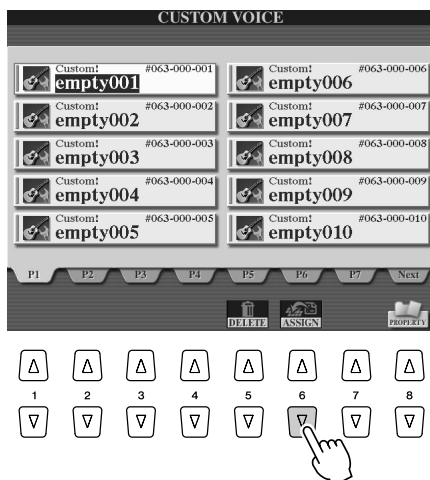 CUSTOM VOICE
Custom! #063-000-001
empty001
Custom! #063-000-002
empty002
Custom! #063-000-003
empty003
Custom! #063-000-004
empty004
Custom! #063-000-005
empty005
Custom! #063-000-006
empty006
Custom! #063-000-007
empty007
Custom! #063-000-008
empty008
Custom! #063-000-009
empty009
Custom! #063-000-010
empty010
P1 P2 P3 P4 P5 P6 P7 Next
DELETE ASSIGN PROPERTY
1 2 3 4 5 6 7 8